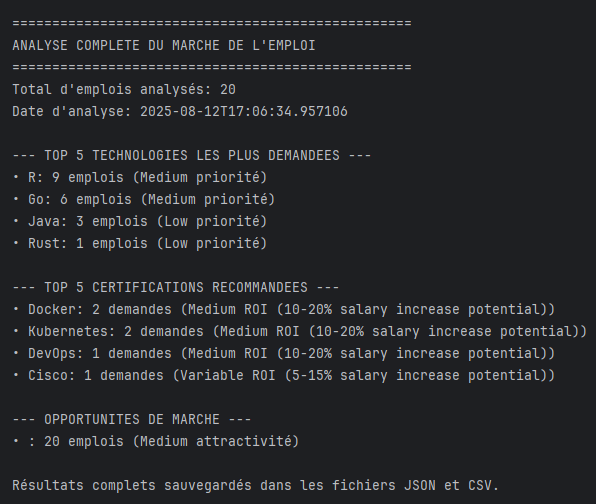 ==================================================
ANALYSE COMPLETE DU MARCHE DE L'EMPLOI
==================================================
Total d'emplois analysés: 20
Date d'analyse: 2025-08-12T17:06:34.957106
--- TOP 5 TECHNOLOGIES LES PLUS DEMANDEES ---
• R: 9 emplois (Medium priorité)
• Go: 6 emplois (Medium priorité)
• Java: 3 emplois (Low priorité)
• Rust: 1 emplois (Low priorité)
--- TOP 5 CERTIFICATIONS RECOMMANDEES ---
• Docker: 2 demandes (Medium ROI (10-20% salary increase potential))
• Kubernetes: 2 demandes (Medium ROI (10-20% salary increase potential))
• DevOps: 1 demandes (Medium ROI (10-20% salary increase potential))
• Cisco: 1 demandes (Variable ROI (5-15% salary increase potential))
--- OPPORTUNITES DE MARCHE ---
• : 20 emplois (Medium attractivité)
Résultats complets sauvegardés dans les fichiers JSON et CSV.